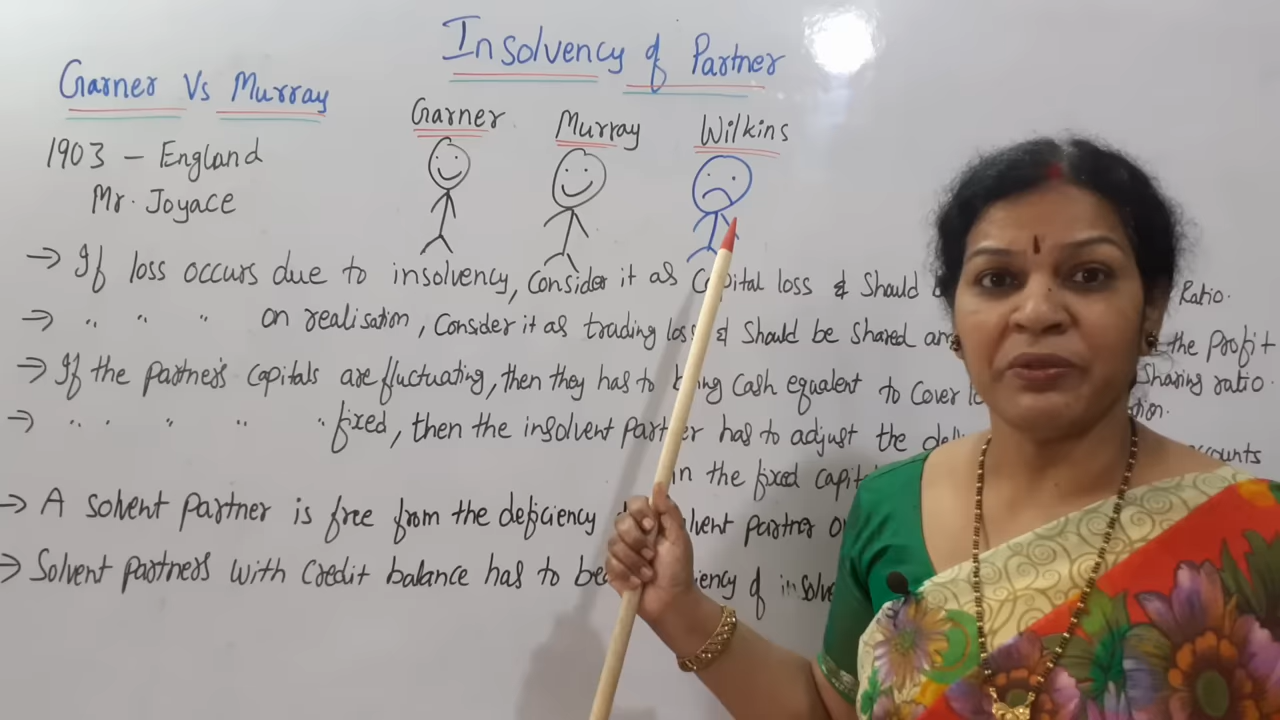 Insolvency of Partner
Garner Vs Murray
Garner Murray Wilkins
1903 - England
Mr. Joyace
→ If loss occurs due to insolvency, Consider it as Capital loss & Should Ratio.
→ " " " on realisation, Consider it as trading loss & Should be Shared the Profit
Sharing ratio.
→ If the partner's capitals are fluctuating, then they has to bring Cash equalent to Cover
→ " " " " " fixed, then the insolvent partner has to adjust the accounts
in the fixed
→ A solvent partner is free from the deficiency partner
→ Solvent partners with credit balance has to of